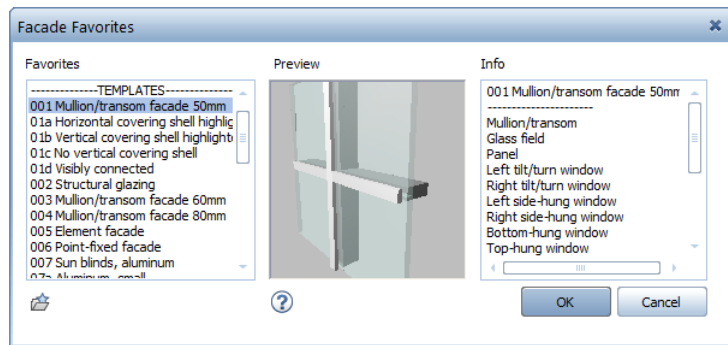 Facade Favorites
Favorites
--------------TEMPLATES--------------
001 Mullion/transom facade 50mm
01a Horizontal covering shell highlig
01b Vertical covering shell highlight
01c No vertical covering shell
01d Visibly connected
002 Structural glazing
003 Mullion/transom facade 60mm
004 Mullion/transom facade 80mm
005 Element facade
006 Point-fixed facade
007 Sun blinds, aluminum
07a Aluminum, small
Preview
Info
001 Mullion/transom facade 50mm
----------------------
Mullion/transom
Glass field
Panel
Left tilt/turn window
Right tilt/turn window
Left side-hung window
Right side-hung window
Bottom-hung window
Top-hung window
OK
Cancel